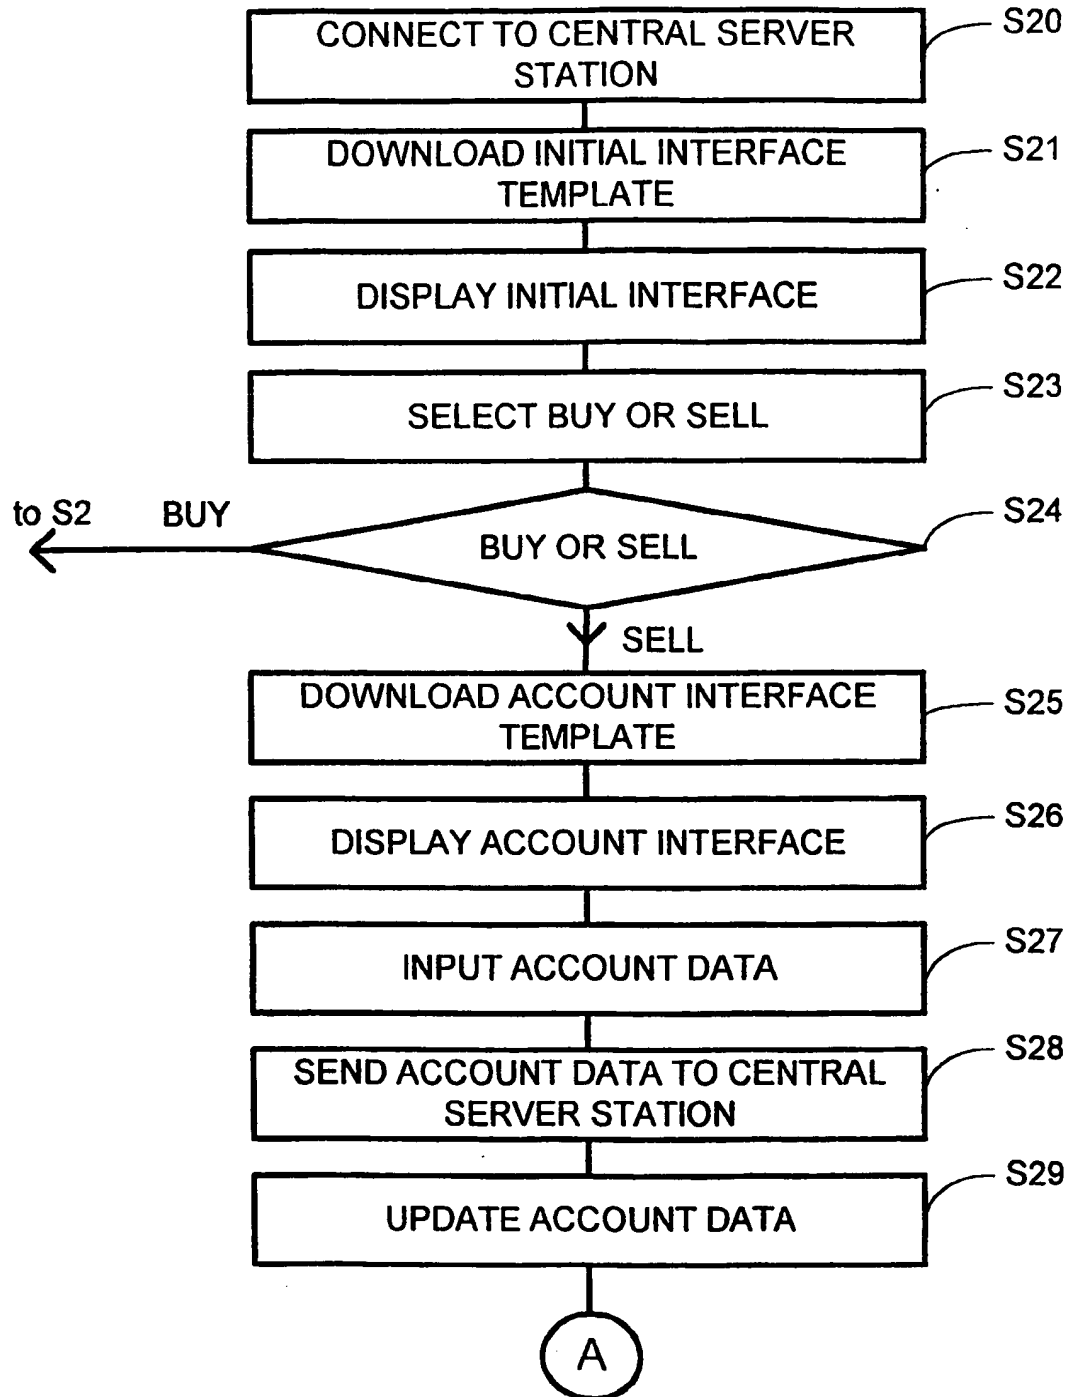 CONNECT TO CENTRAL SERVER
STATION
S20
DOWNLOAD INITIAL INTERFACE
TEMPLATE
S21
DISPLAY INITIAL INTERFACE
S22
SELECT BUY OR SELL
S23
to S2
BUY
BUY OR SELL
S24
SELL
DOWNLOAD ACCOUNT INTERFACE
TEMPLATE
S25
DISPLAY ACCOUNT INTERFACE
S26
INPUT ACCOUNT DATA
S27
SEND ACCOUNT DATA TO CENTRAL
SERVER STATION
S28
UPDATE ACCOUNT DATA
S29
A